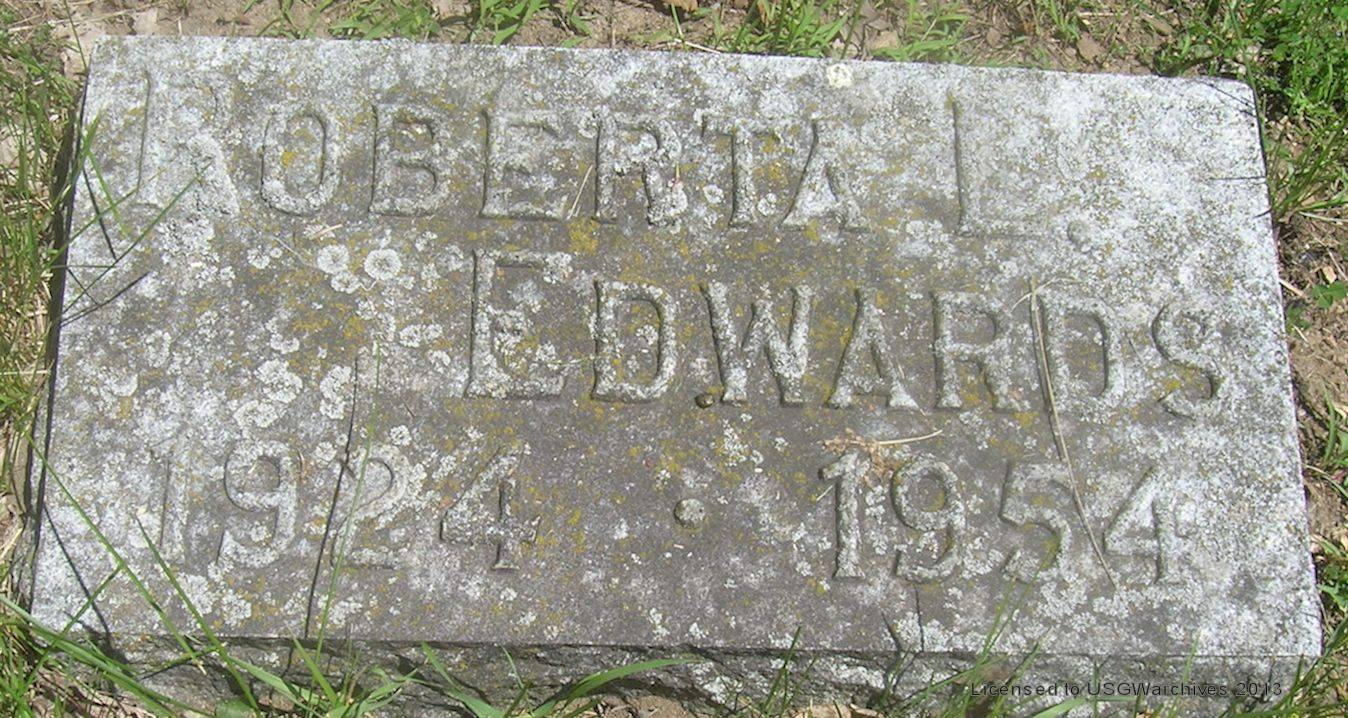 ROBERTA L.
EDWARDS
1924 · 1954
Licensed to USGWarchives 2013